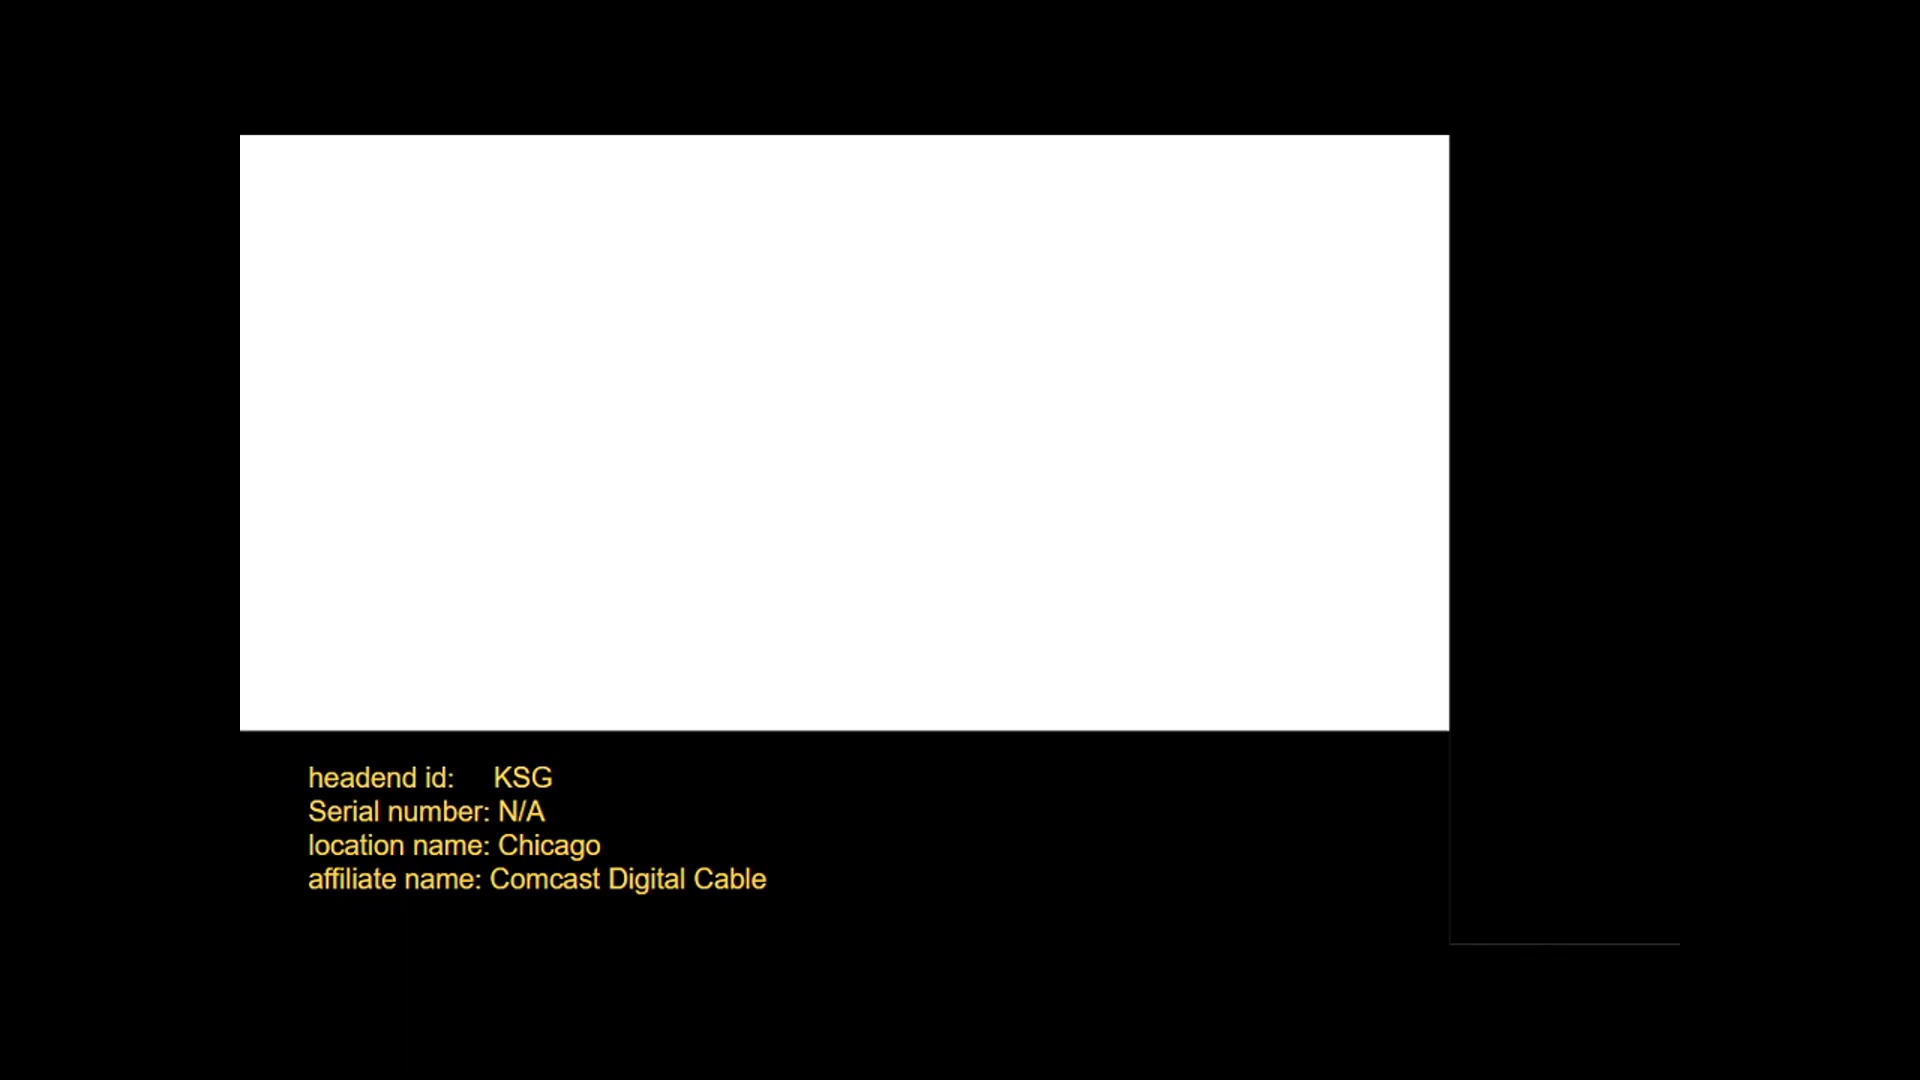 headend id: KSG
Serial number: N/A
location name: Chicago
affiliate name: Comcast Digital Cable